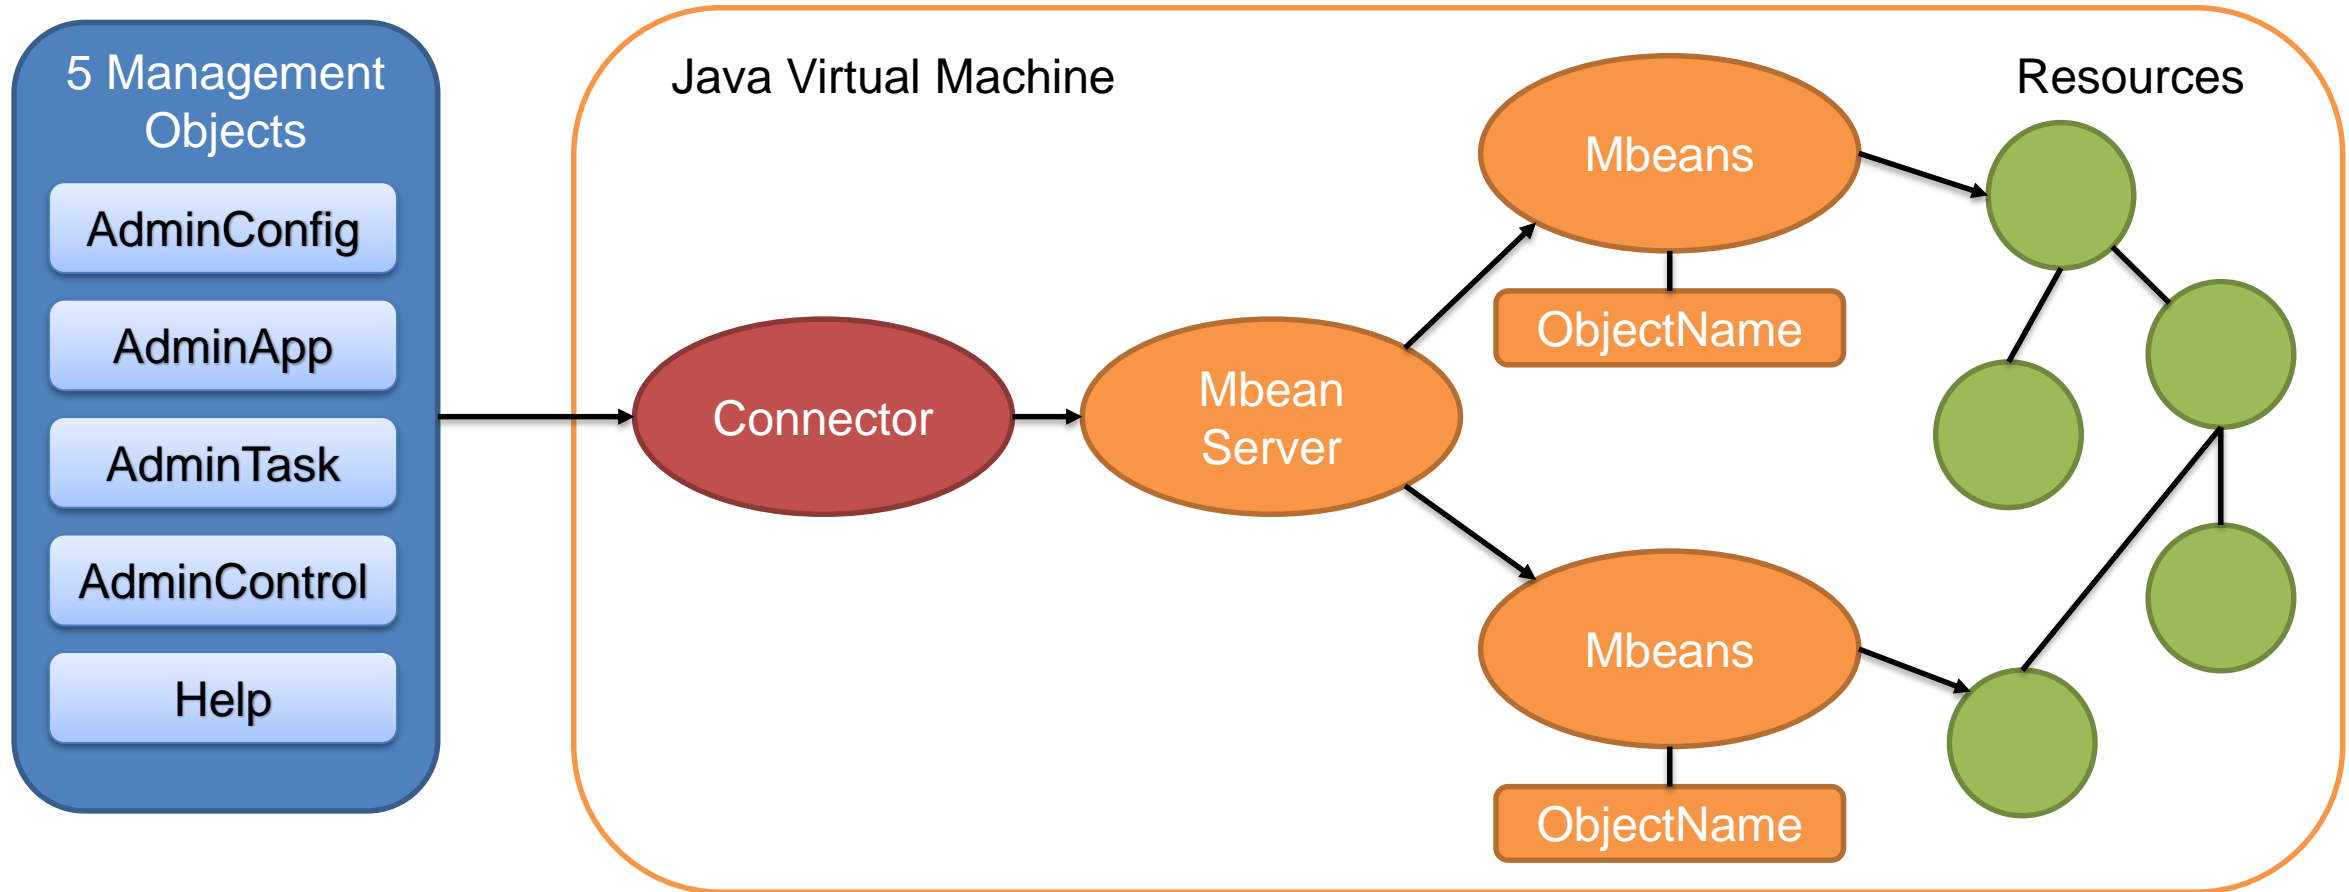 5 Management
Objects
AdminConfig
AdminApp
AdminTask
AdminControl
Help
Java Virtual Machine
Connector
Mbean
Server
Mbeans
ObjectName
Mbeans
ObjectName
Resources